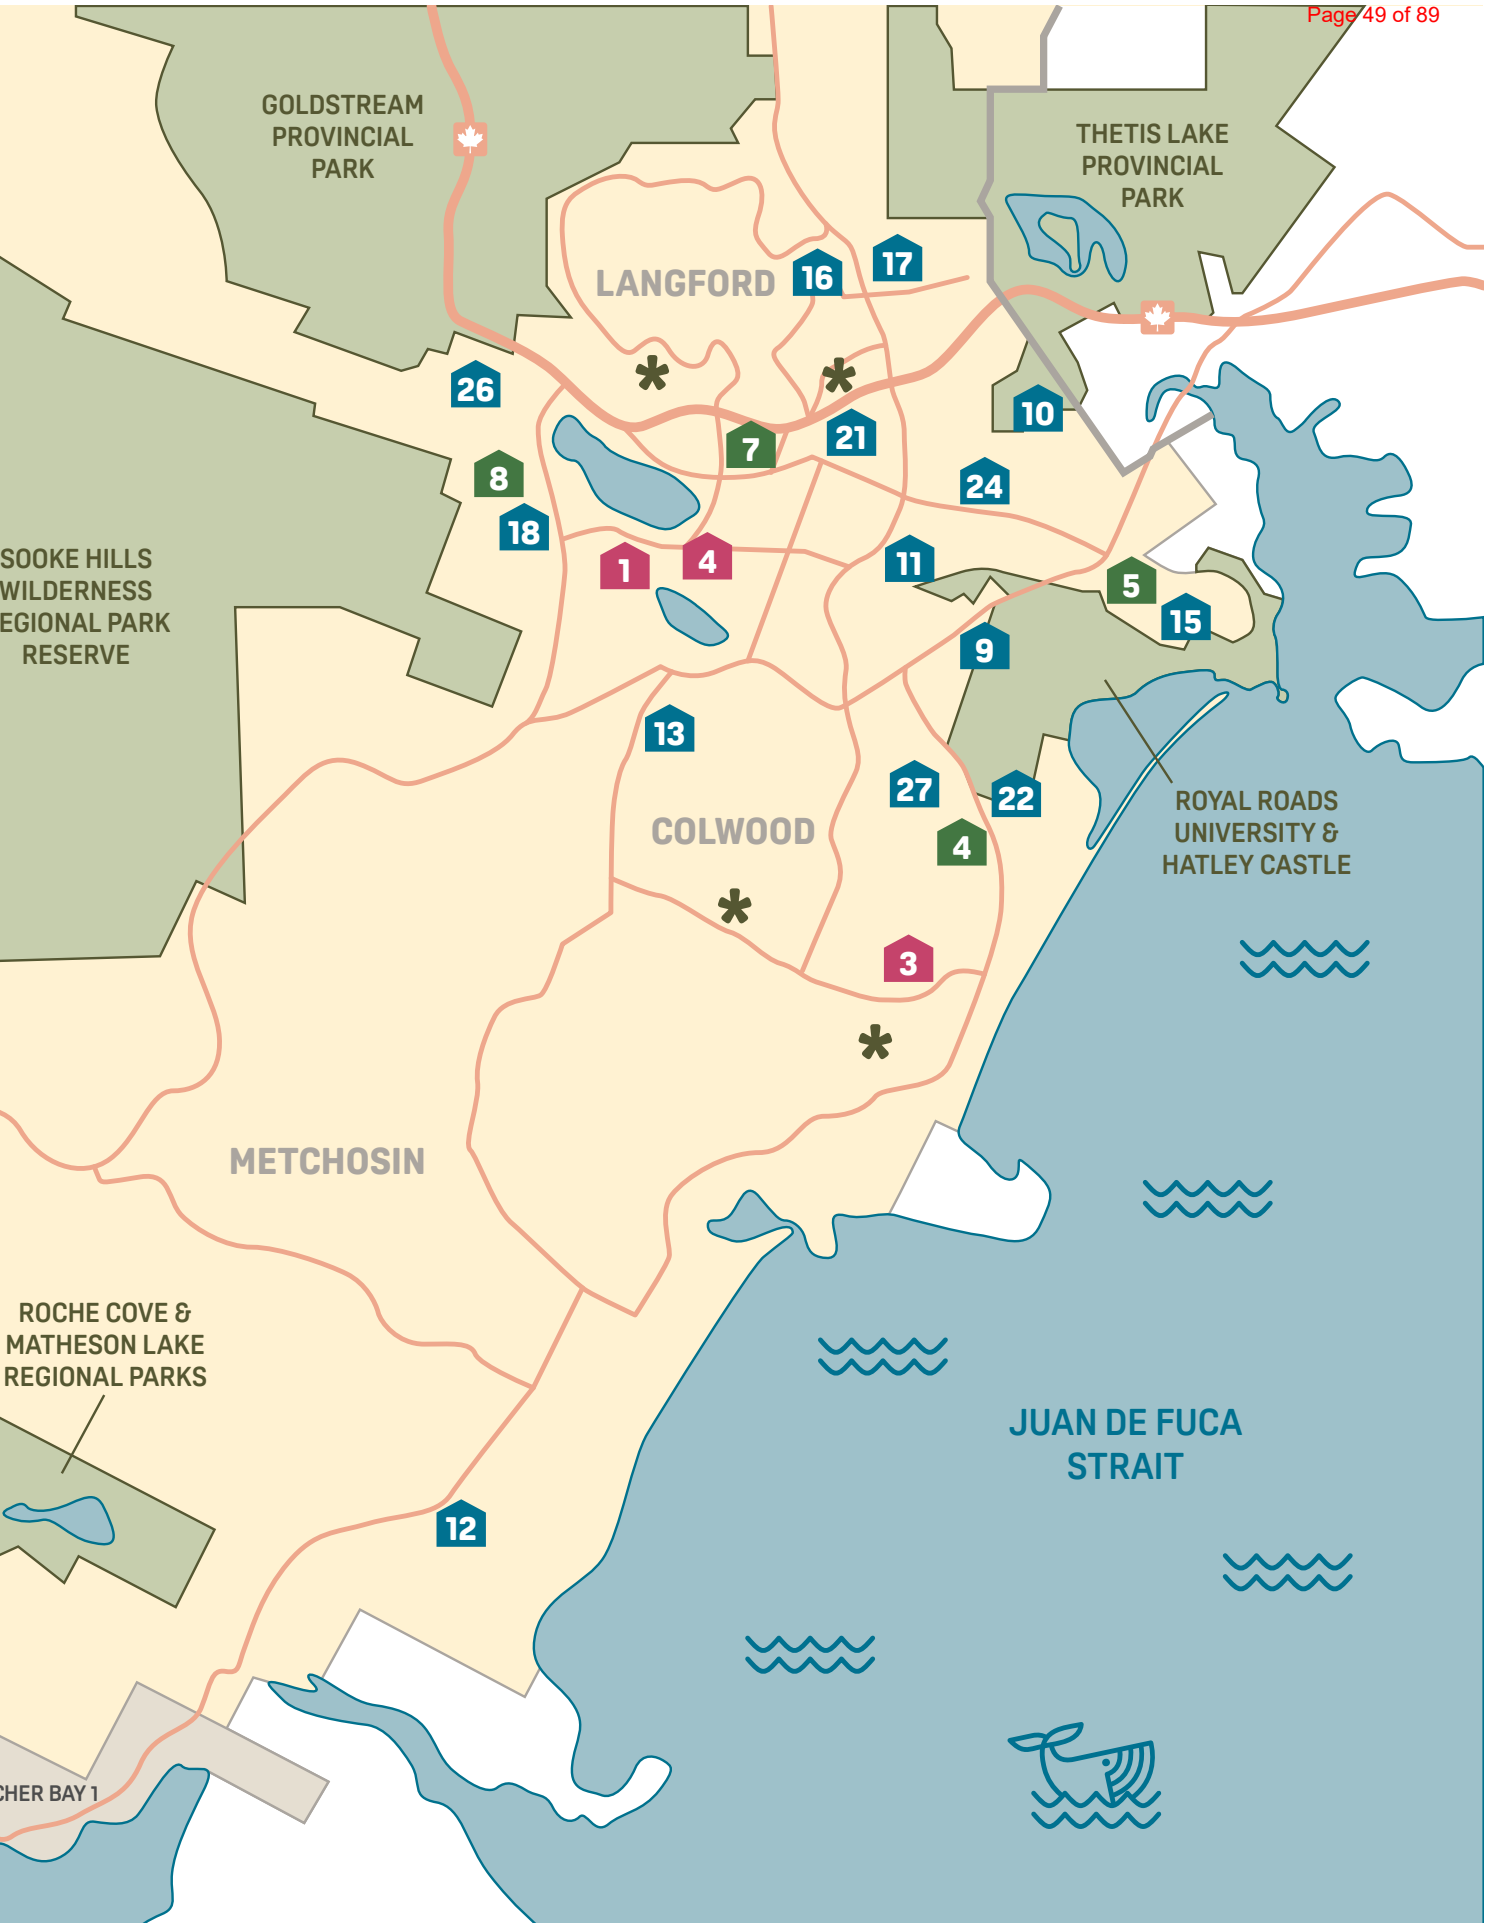 Page 49 of 89
GOLDSTREAM
PROVINCIAL
PARK
THETIS LAKE
PROVINCIAL
PARK
LANGFORD
16
17
26
10
7
21
8
24
18
1
4
11
5
15
SOOKE HILLS
WILDERNESS
EGIONAL PARK
RESERVE
9
13
27
22
ROYAL ROADS
UNIVERSITY &
HATLEY CASTLE
COLWOOD
4
3
METCHOSIN
ROCHE COVE &
MATHESON LAKE
REGIONAL PARKS
JUAN DE FUCA
STRAIT
12
CHER BAY 1